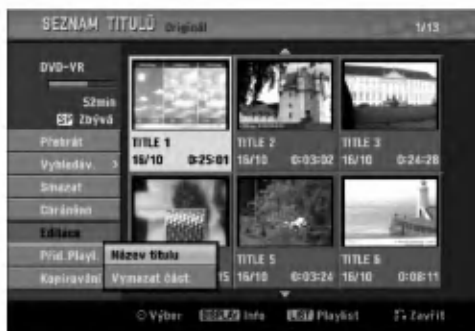 SEZNAM TITULŮ Originál 1/13
DVD-VR
52min
SP Zbývá
Přehrát
Vyhledáv. >
Smazat
Chráněno
Editace
Přid.Playl.
Kopírování
Název titulu
Vymazat část
TITLE 1
16/10 0:25:01
TITLE 2
16/10 0:03:02
TITLE 3
16/10 0:24:28
15
TITLE 5
16/10 0:03:24
TITLE 6
16/10 0:08:11
Výber DISPLAY Info LIST Playlist Zavřít